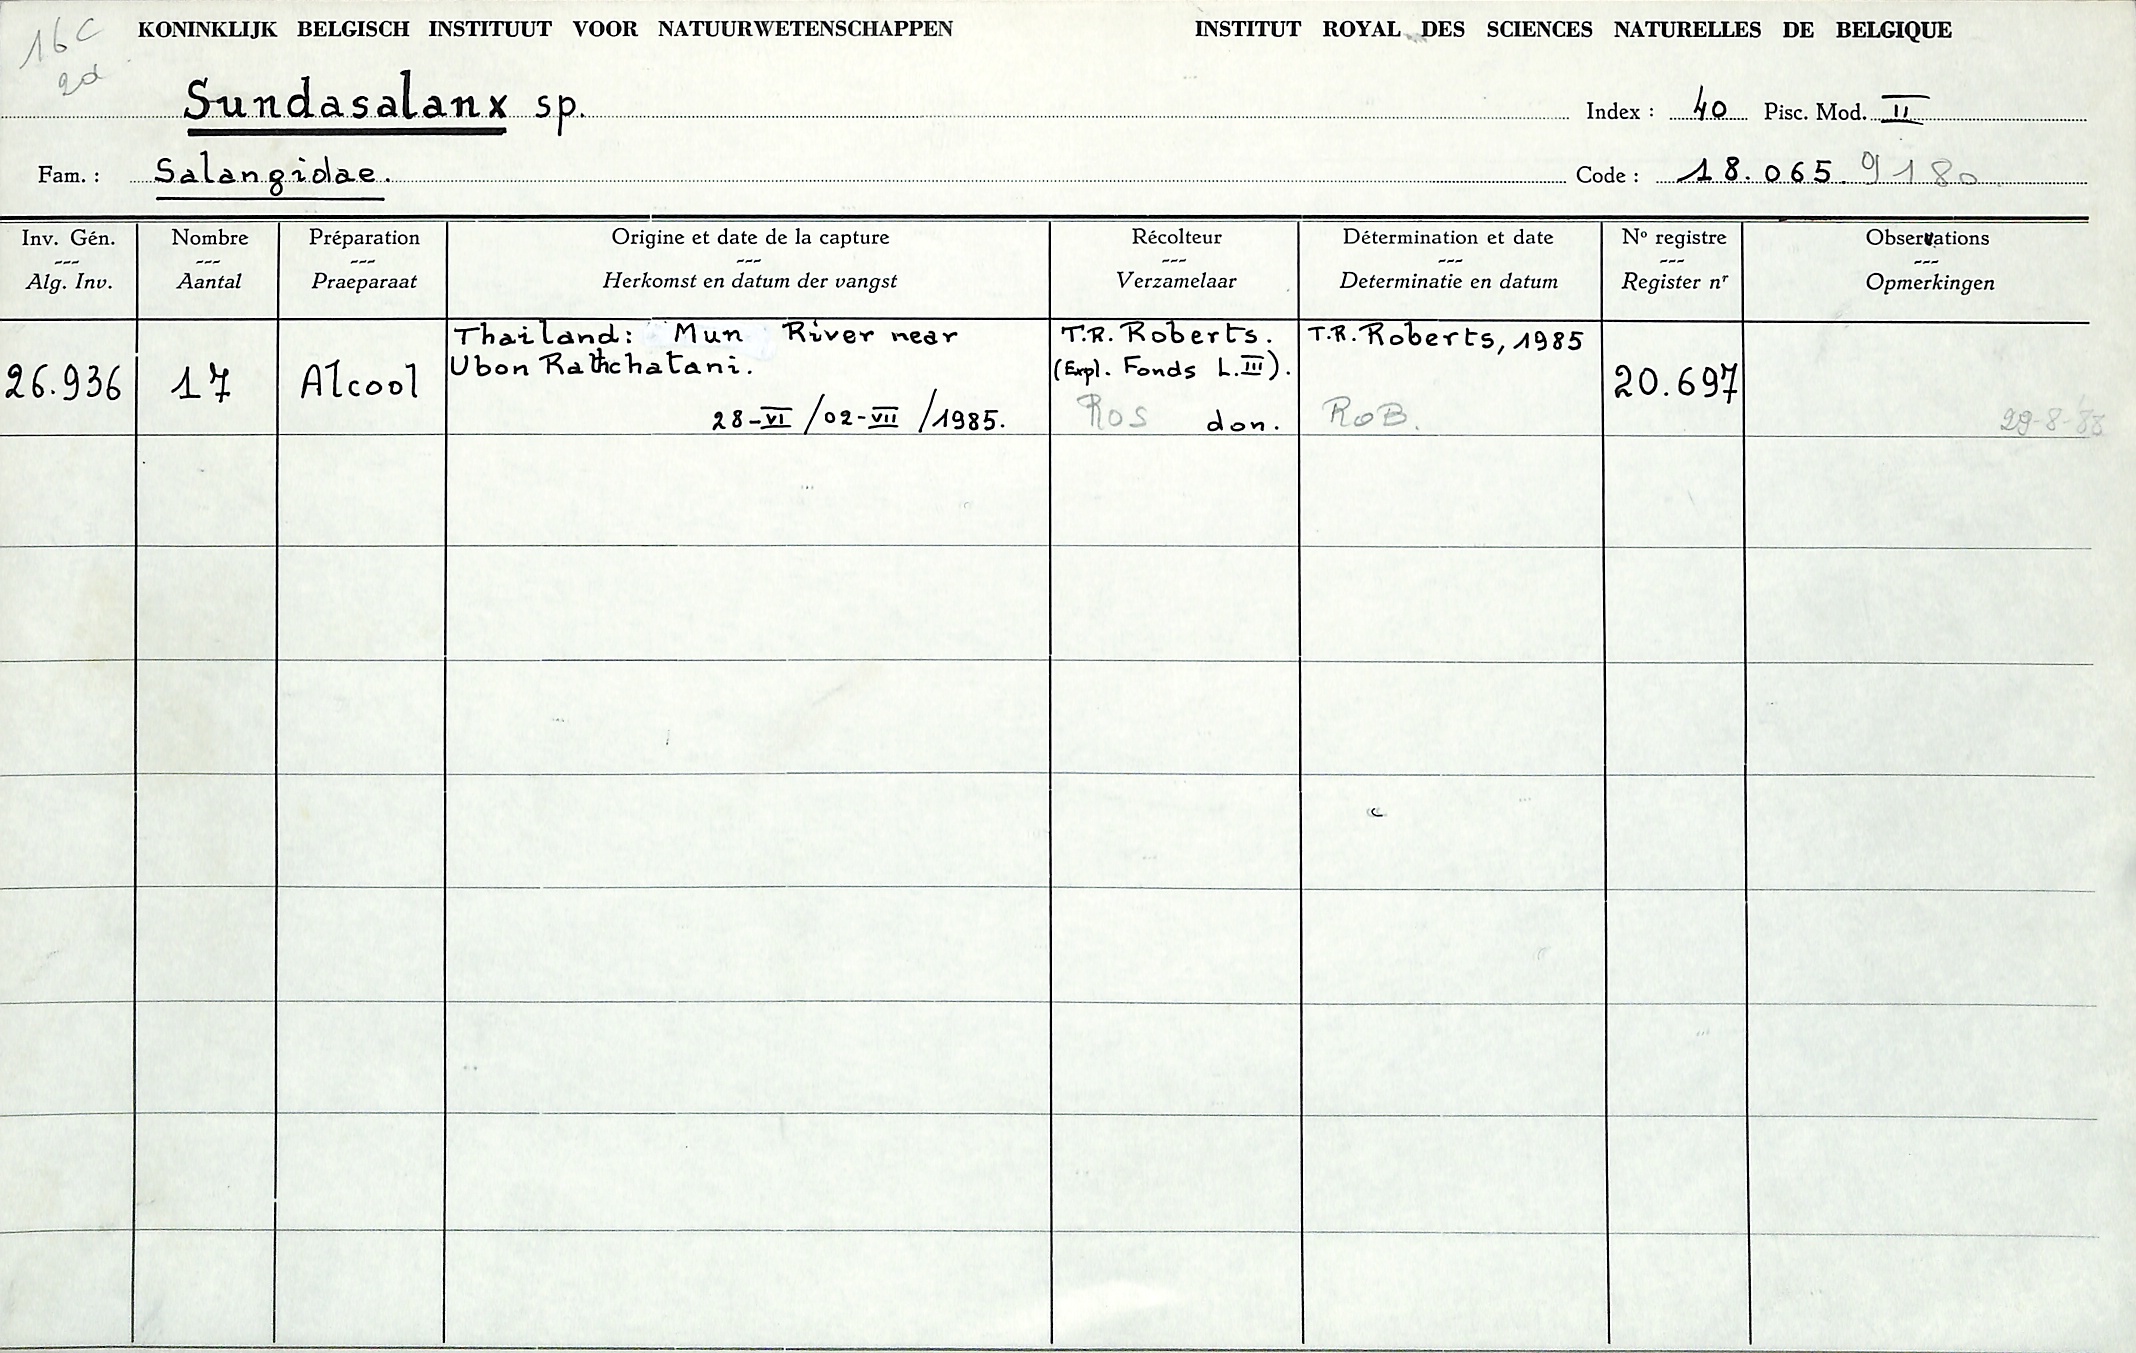 16C
2d
KONINKLIJK BELGISCH INSTITUUT VOOR NATUURWETENSCHAPPEN
INSTITUT ROYAL DES SCIENCES NATURELLES DE BELGIQUE
Sundasalanx sp.
Index : 40 Pisc. Mod. II
Fam. : Salangidae.
Code : 18.065.9180
Inv. Gén.
---
Alg. Inv.
Nombre
---
Aantal
Préparation
---
Praeparaat
Origine et date de la capture
---
Herkomst en datum der vangst
Récolteur
---
Verzamelaar
Détermination et date
---
Determinatie en datum
Nº registre
---
Register nr
Observations
---
Opmerkingen
26.936
17
Alcool
Thailand: Mun River near
Ubon Rathchatani.
28-VI/02-VII/1985.
T.R. Roberts.
(Expl. Fonds L.III).
ROS don.
T.R. Roberts, 1985
ROB.
20.697